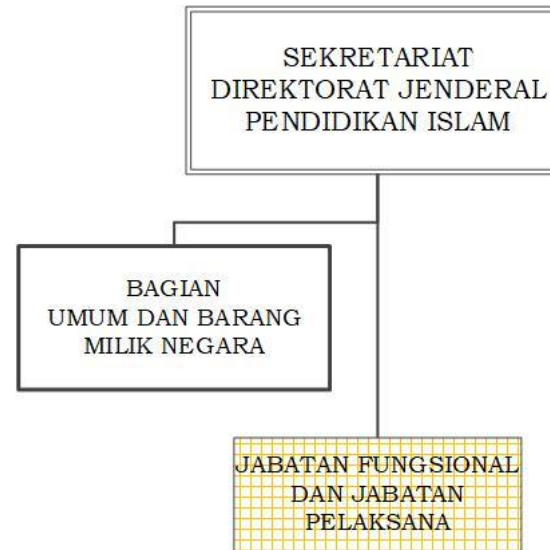 SEKRETARIAT
DIREKTORAT JENDERAL
PENDIDIKAN ISLAM
BAGIAN
UMUM DAN BARANG
MILIK NEGARA
JABATAN FUNGSIONAL
DAN JABATAN
PELAKSANA